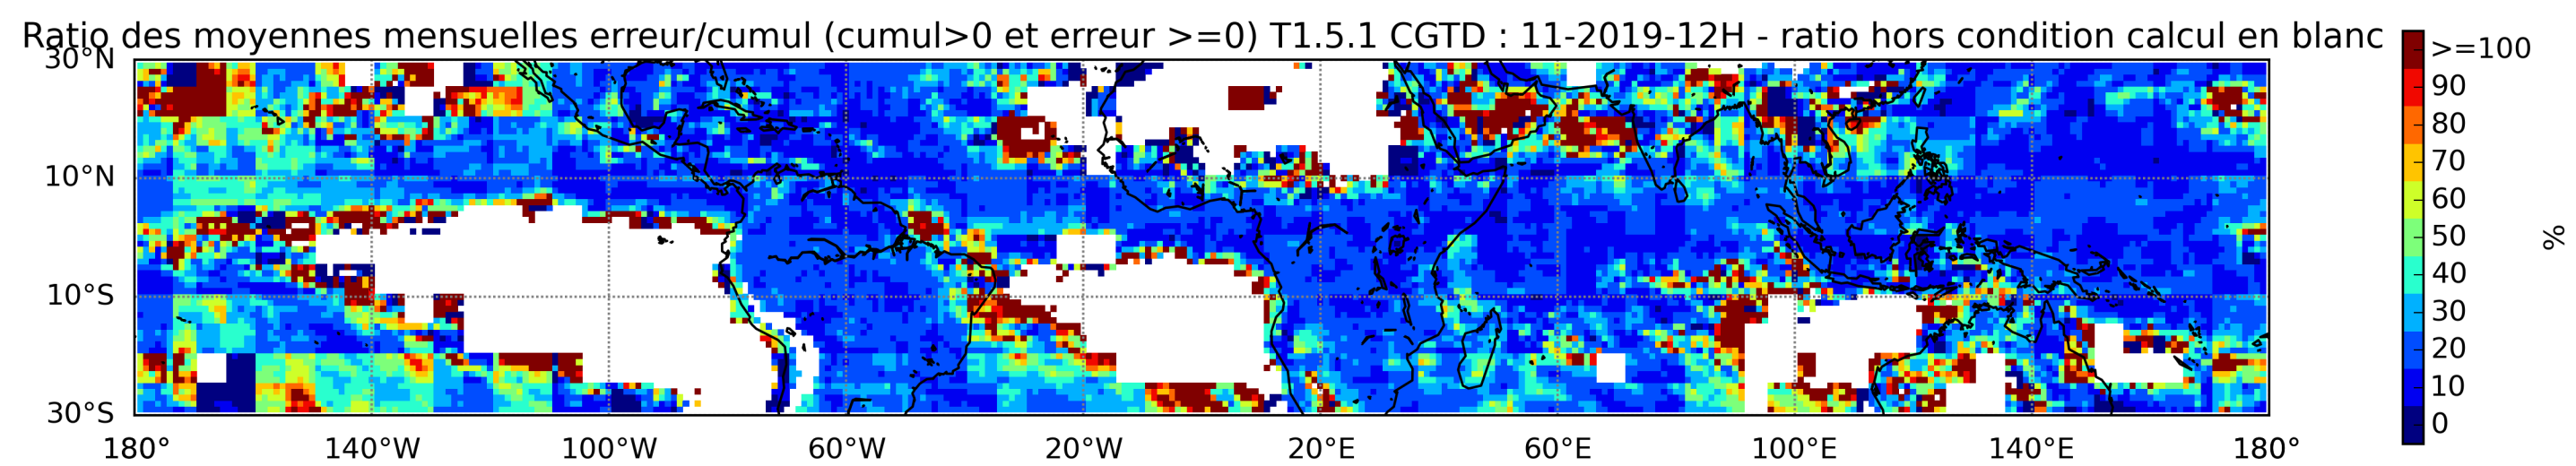 Ratio des moyennes mensuelles erreur/cumul (cumul>0 et erreur >=0) T1.5.1 CGTD : 11-2019-12H - ratio hors condition calcul en blanc
30°N
10°N
10°S
30°S
180° 140°W 100°W 60°W 20°W 20°E 60°E 100°E 140°E 180°
>=100
90
80
70
60
50
40
30
20
10
0
%